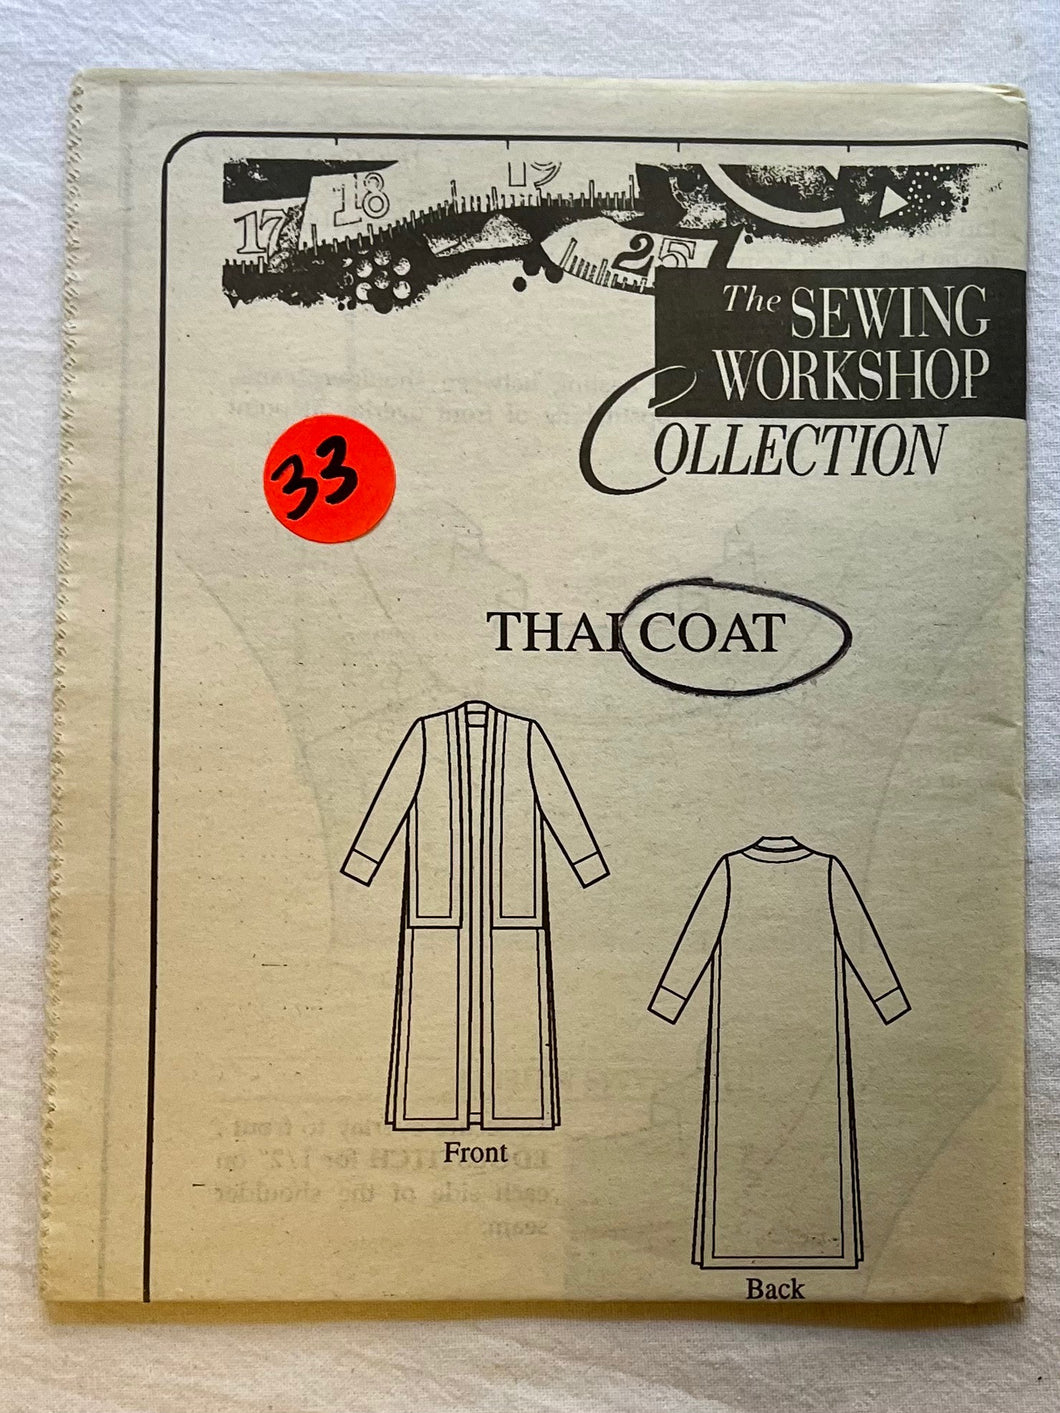 17 18 19
25
The SEWING
WORKSHOP
COLLECTION
33
THAI COAT
Front
Back